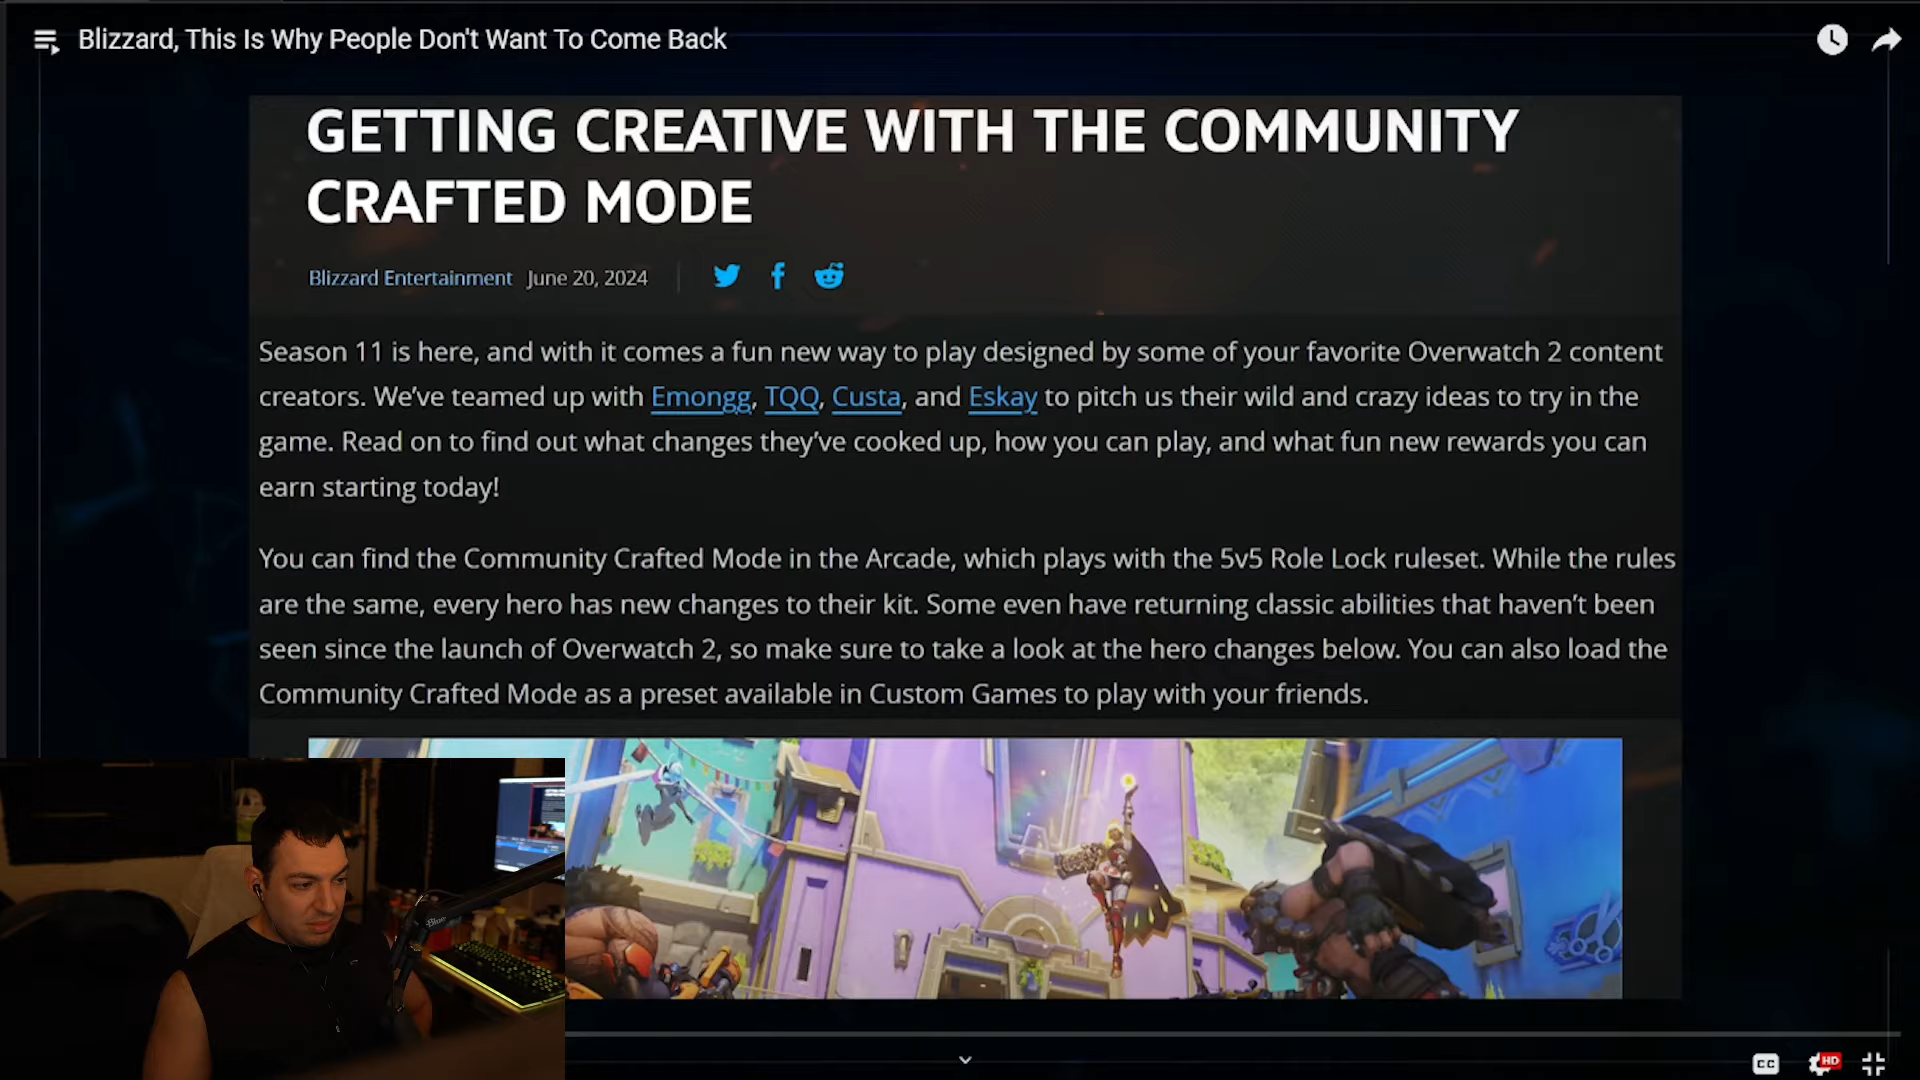 Blizzard, This Is Why People Don't Want To Come Back
GETTING CREATIVE WITH THE COMMUNITY
CRAFTED MODE
Blizzard Entertainment June 20, 2024
Season 11 is here, and with it comes a fun new way to play designed by some of your favorite Overwatch 2 content
creators. We’ve teamed up with Emongg, TQQ, Custa, and Eskay to pitch us their wild and crazy ideas to try in the
game. Read on to find out what changes they’ve cooked up, how you can play, and what fun new rewards you can
earn starting today!
You can find the Community Crafted Mode in the Arcade, which plays with the 5v5 Role Lock ruleset. While the rules
are the same, every hero has new changes to their kit. Some even have returning classic abilities that haven’t been
seen since the launch of Overwatch 2, so make sure to take a look at the hero changes below. You can also load the
Community Crafted Mode as a preset available in Custom Games to play with your friends.
Blue
CC
HD